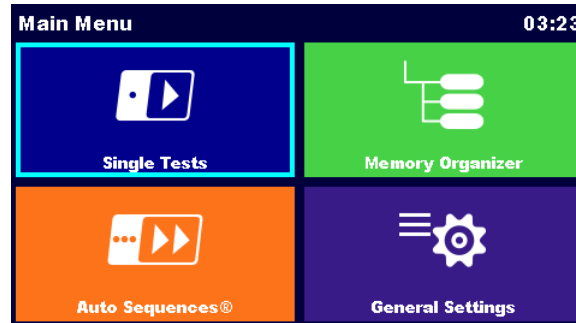 Main Menu 03:23
Single Tests
Memory Organizer
Auto Sequences®
General Settings